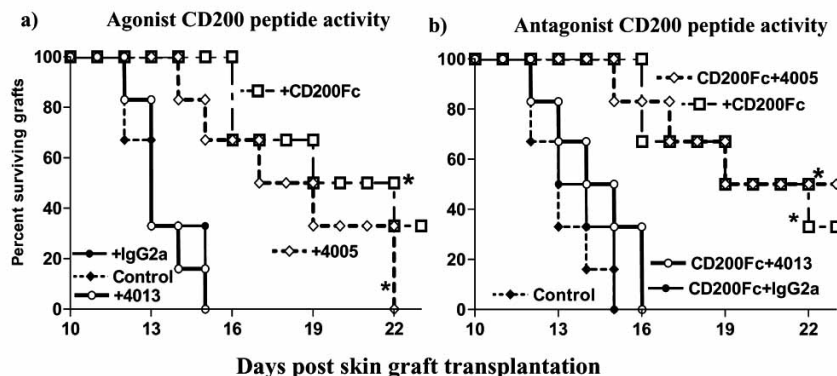 a) Agonist CD200 peptide activity
Percent surviving grafts
100
80
60
40
20
0
10 13 16 19 22
+CD200Fc
*
+IgG2a
Control
+4013
+4005
*
b) Antagonist CD200 peptide activity
100
80
60
40
20
0
10 13 16 19 22
CD200Fc+4005
+CD200Fc
*
*
CD200Fc+4013
CD200Fc+IgG2a
Control
Days post skin graft transplantation